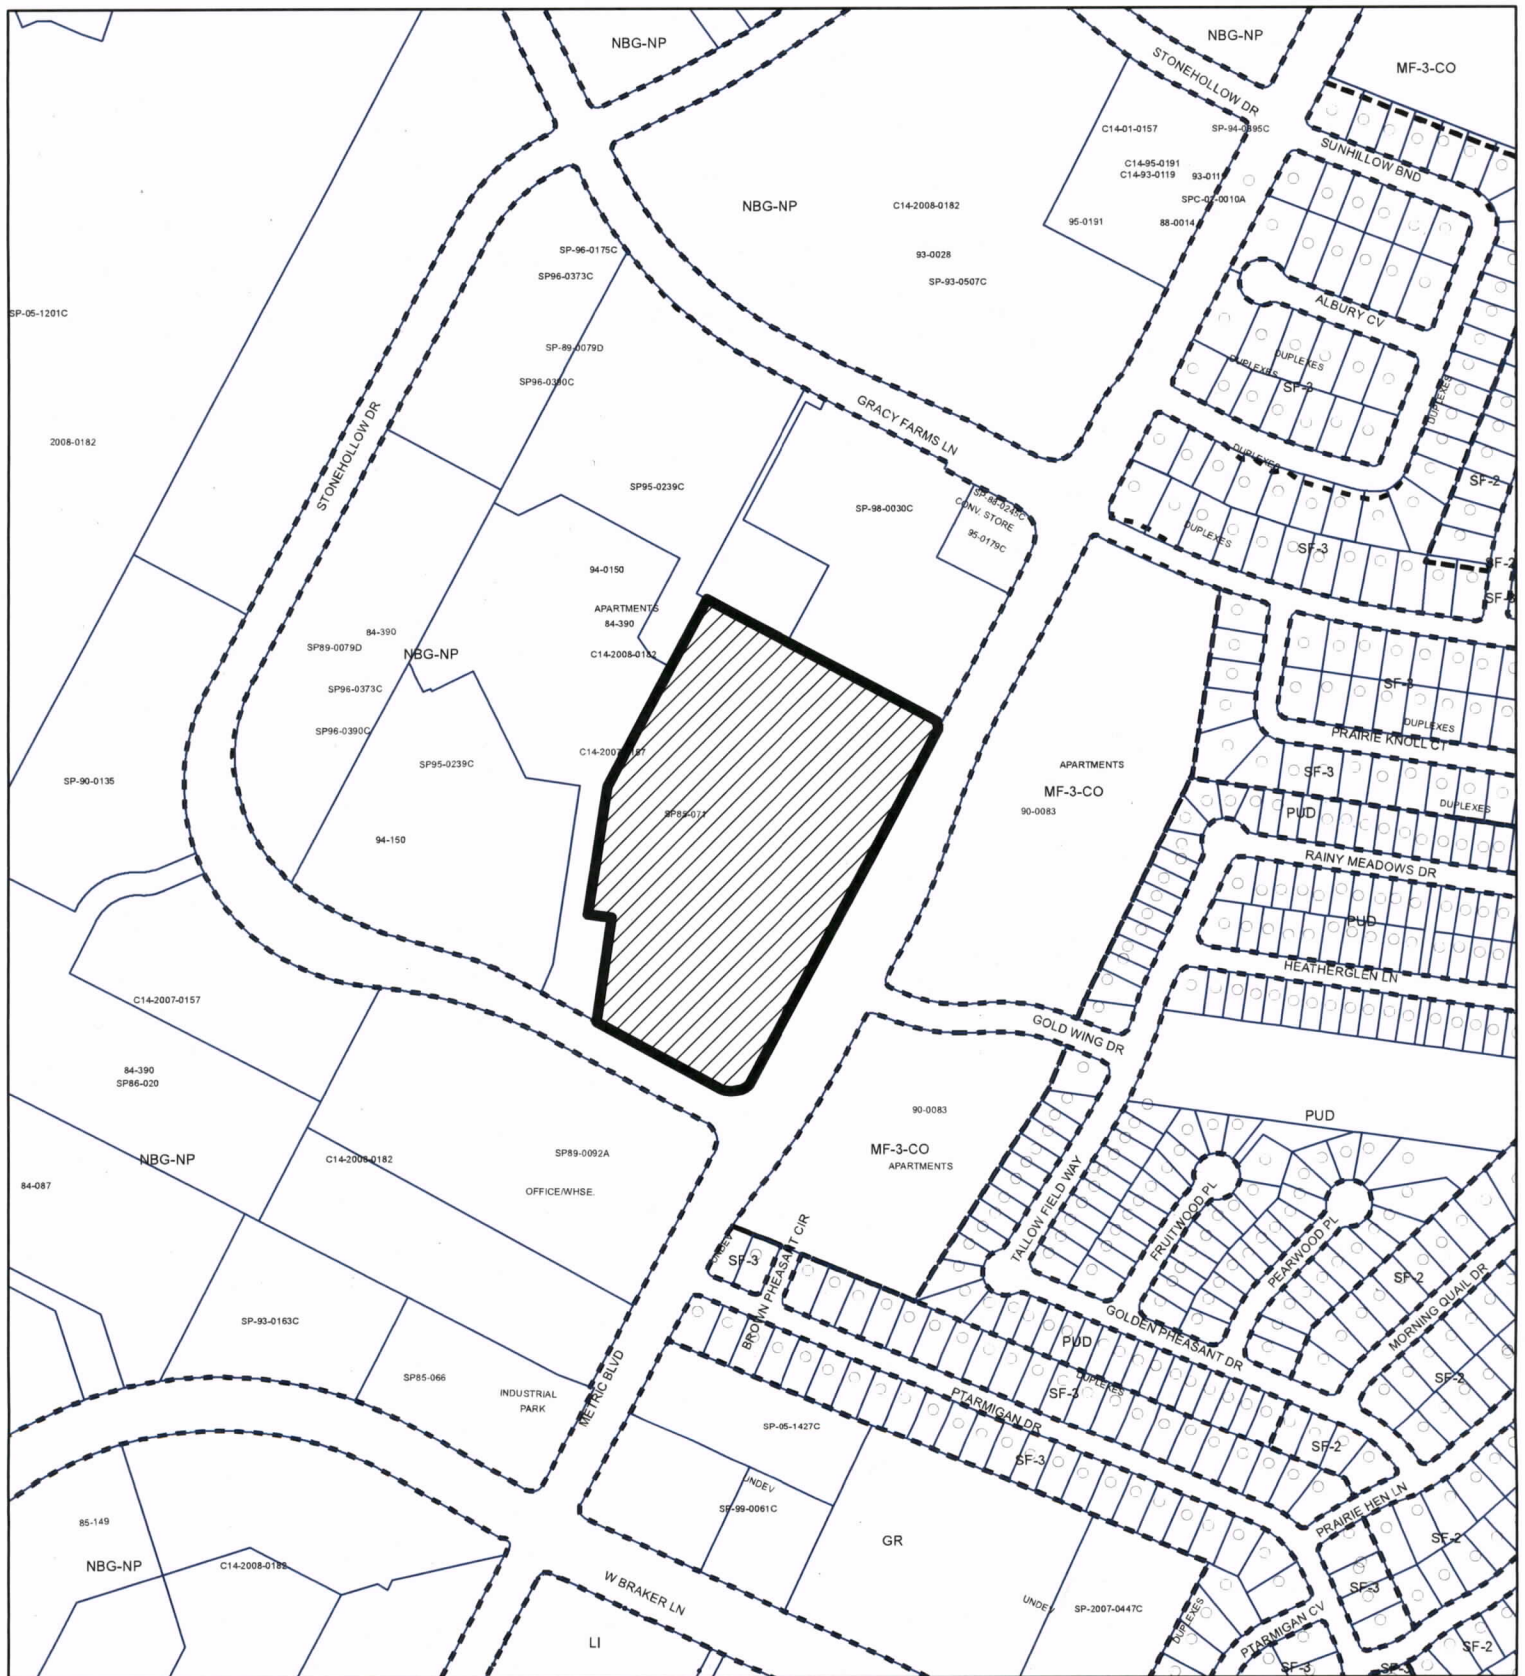 NBG-NP
NBG-NP
MF-3-CO
STONEHOLLOW DR
C14-01-0157
SP-94-0395C
SUNHILLOW BND
C14-95-0191
C14-93-0119
SPC-02-0010A
95-0191
88-0014
NBG-NP
C14-2008-0182
93-0028
SP-93-0507C
SP-96-0175C
SP96-0373C
SP-05-1201C
ALBURY CV
SP-89-0079D
SP96-0390C
DUPLEXES
DUPLEXES
SF-3
DUPLEXES
GRACY FARMS LN
STONEHOLLOW DR
2008-0182
DUPLEXES
SF-2
SP95-0239C
SP-98-0030C
SP-88-0245C
CONV. STORE
95-0179C
DUPLEXES
SF-3
94-0150
APARTMENTS
84-390
C14-2008-0182
84-390
SP89-0079D
NBG-NP
SP96-0373C
SP96-0390C
SF-3
DUPLEXES
PRAIRIE KNOLL CT
SP95-0239C
SP-90-0135
APARTMENTS
MF-3-CO
90-0083
SF-3
DUPLEXES
PUD
RAINY MEADOWS DR
94-150
PUD
HEATHERGLEN LN
C14-2007-0157
GOLD WING DR
84-390
SP86-020
90-0083
PUD
MF-3-CO
APARTMENTS
NBG-NP
C14-2008-0182
SP89-0092A
OFFICE/WHSE.
84-087
TALLOW FIELD WAY
FRUITWOOD PL
PEARWOOD PL
UNDEV
SF-3
BROWN PHEASANT CIR
SF-2
MORNING QUAIL DR
GOLDEN PHEASANT DR
PUD
SP-93-0163C
SP85-066
INDUSTRIAL
PARK
METRIC BLVD
DUPLEXES
SF-3
SF-2
PTARMIGAN DR
SP-05-1427C
SF-3
SF-2
UNDEV
SP-99-0061C
PRAIRIE HEN LN
SF-2
85-149
NBG-NP
C14-2008-0182
GR
W BRAKER LN
SF-3
UNDEV
SP-2007-0447C
DUPLEXES
PTARMIGAN CV
LI
SF-3
SF-2